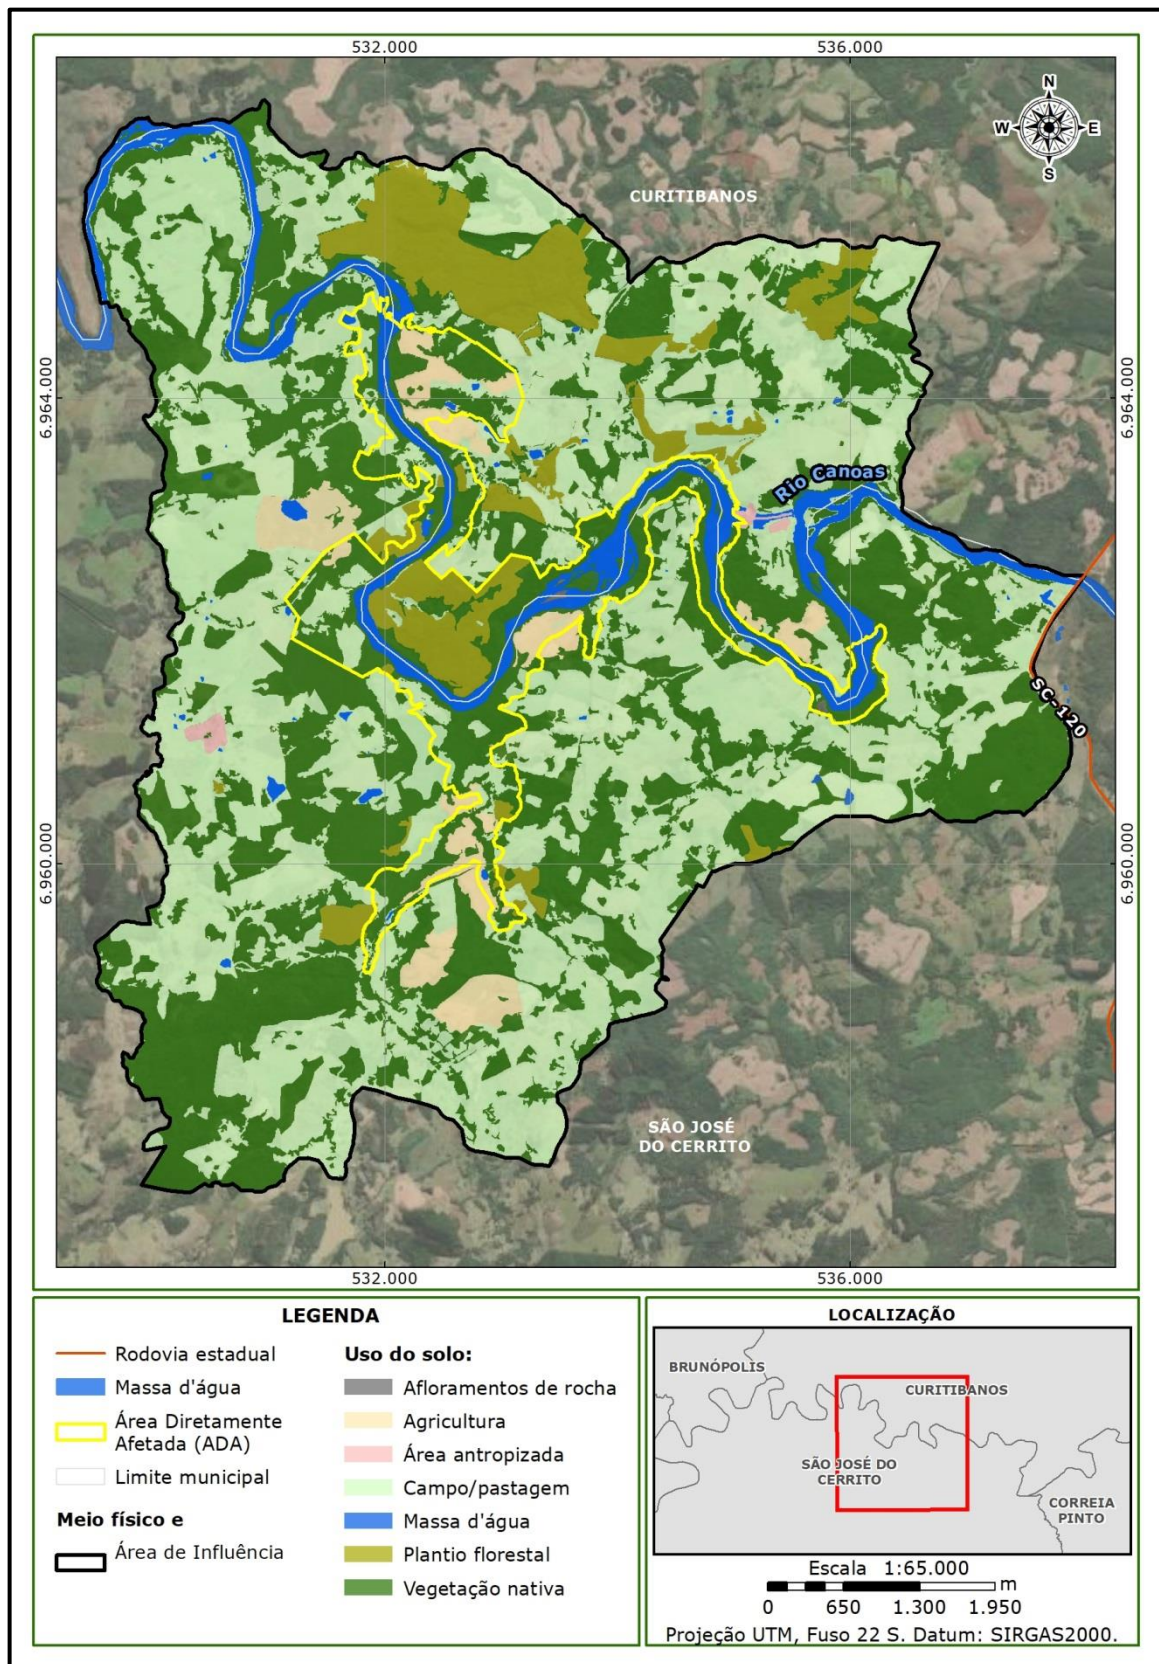 532.000
536.000
N
W
E
S
CURITIBANOS
6.964.000
6.964.000
Rio Canoas
SC-120
6.960.000
6.960.000
SÃO JOSÉ
DO CERRITO
532.000
536.000
LEGENDA
Rodovia estadual
Massa d'água
Área Diretamente
Afetada (ADA)
Limite municipal
Meio físico e
Área de Influência
Uso do solo:
Afloramentos de rocha
Agricultura
Área antropizada
Campo/pastagem
Massa d'água
Plantio florestal
Vegetação nativa
LOCALIZAÇÃO
BRUNÓPOLIS
CURITIBANOS
SÃO JOSÉ DO
CERRITO
CORREIA
PINTO
Escala 1:65.000
m
0 650 1.300 1.950
Projeção UTM, Fuso 22 S. Datum: SIRGAS2000.